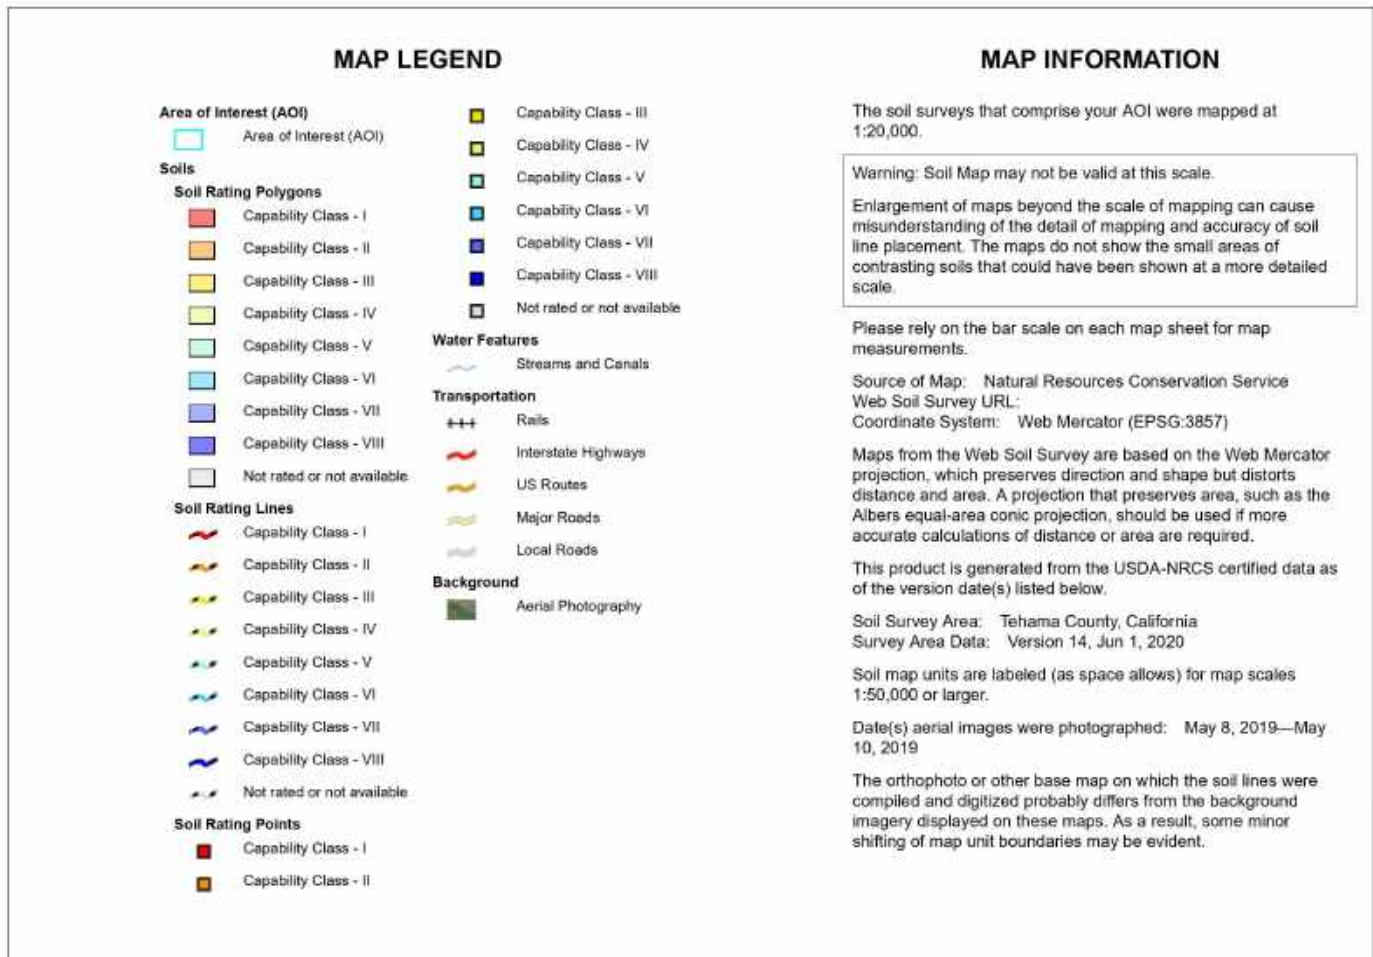 MAP LEGEND
Area of Interest (AOI)
Area of Interest (AOI)
Soils
Soil Rating Polygons
Capability Class - I
Capability Class - II
Capability Class - III
Capability Class - IV
Capability Class - V
Capability Class - VI
Capability Class - VII
Capability Class - VIII
Not rated or not available
Soil Rating Lines
Capability Class - I
Capability Class - II
Capability Class - III
Capability Class - IV
Capability Class - V
Capability Class - VI
Capability Class - VII
Capability Class - VIII
Not rated or not available
Soil Rating Points
Capability Class - I
Capability Class - II
Capability Class - III
Capability Class - IV
Capability Class - V
Capability Class - VI
Capability Class - VII
Capability Class - VIII
Not rated or not available
Water Features
Streams and Canals
Transportation
Rails
Interstate Highways
US Routes
Major Roads
Local Roads
Background
Aerial Photography
MAP INFORMATION
The soil surveys that comprise your AOI were mapped at
1:20,000.
Warning: Soil Map may not be valid at this scale.
Enlargement of maps beyond the scale of mapping can cause
misunderstanding of the detail of mapping and accuracy of soil
line placement. The maps do not show the small areas of
contrasting soils that could have been shown at a more detailed
scale.
Please rely on the bar scale on each map sheet for map
measurements.
Source of Map: Natural Resources Conservation Service
Web Soil Survey URL:
Coordinate System: Web Mercator (EPSG:3857)
Maps from the Web Soil Survey are based on the Web Mercator
projection, which preserves direction and shape but distorts
distance and area. A projection that preserves area, such as the
Albers equal-area conic projection, should be used if more
accurate calculations of distance or area are required.
This product is generated from the USDA-NRCS certified data as
of the version date(s) listed below.
Soil Survey Area: Tehama County, California
Survey Area Data: Version 14, Jun 1, 2020
Soil map units are labeled (as space allows) for map scales
1:50,000 or larger.
Date(s) aerial images were photographed: May 8, 2019—May
10, 2019
The orthophoto or other base map on which the soil lines were
compiled and digitized probably differs from the background
imagery displayed on these maps. As a result, some minor
shifting of map unit boundaries may be evident.